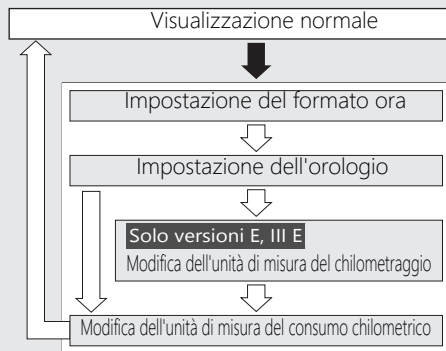 Visualizzazione normale
Impostazione del formato ora
Impostazione dell'orologio
Solo versioni E, III E
Modifica dell'unità di misura del chilometraggio
Modifica dell'unità di misura del consumo chilometrico